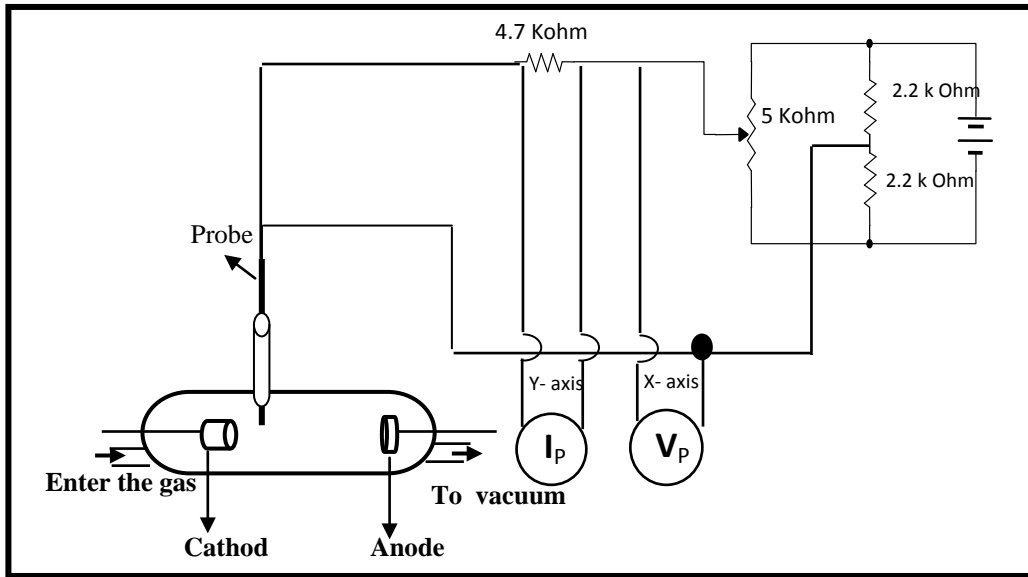 4.7 Kohm
2.2 k Ohm
5 Kohm
2.2 k Ohm
Probe
Y- axis
X- axis
IP
VP
Enter the gas
To vacuum
Cathod
Anode